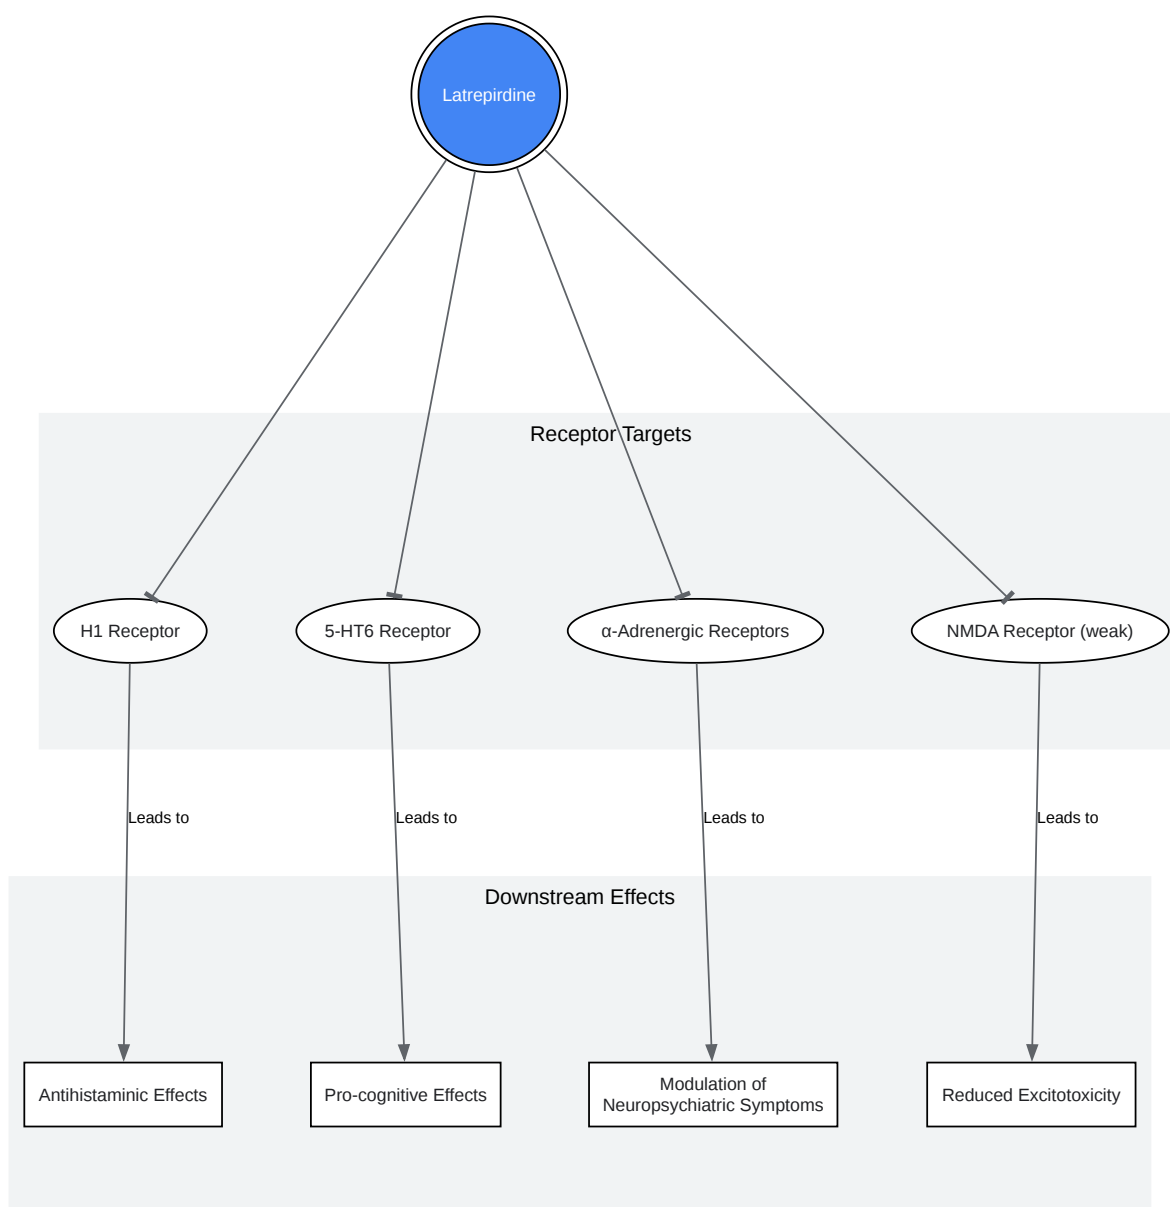 Latrepirdine
Receptor Targets
H1 Receptor
5-HT6 Receptor
α-Adrenergic Receptors
NMDA Receptor (weak)
Leads to
Leads to
Leads to
Leads to
Downstream Effects
Antihistaminic Effects
Pro-cognitive Effects
Modulation of
Neuropsychiatric Symptoms
Reduced Excitotoxicity